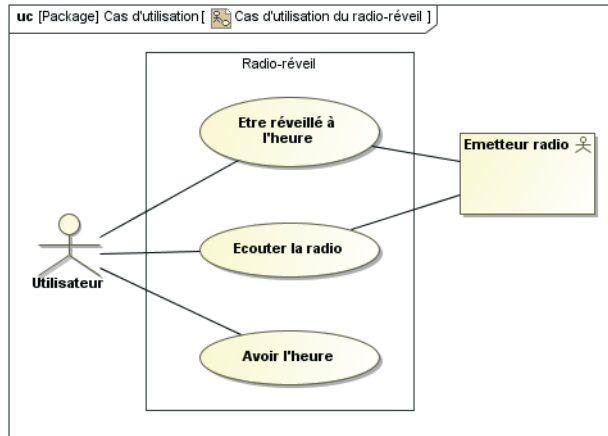 uc [Package] Cas d'utilisation[ Cas d'utilisation du radio-réveil ]
Radio-réveil
Etre réveillé à
l'heure
Emetteur radio
Ecouter la radio
Utilisateur
Avoir l'heure